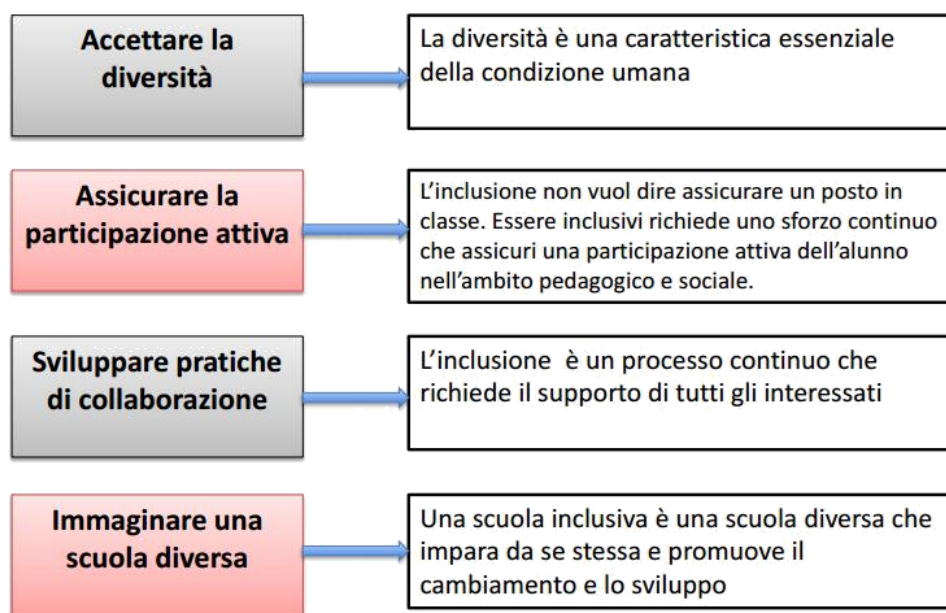 Accettare la
diversità
La diversità è una caratteristica essenziale
della condizione umana
Assicurare la
participazione attiva
L'inclusione non vuol dire assicurare un posto in
classe. Essere inclusivi richiede uno sforzo continuo
che assicuri una participazione attiva dell'alunno
nell'ambito pedagogico e sociale.
Sviluppare pratiche
di collaborazione
L'inclusione è un processo continuo che
richiede il supporto di tutti gli interessati
Immaginare una
scuola diversa
Una scuola inclusiva è una scuola diversa che
impara da se stessa e promuove il
cambiamento e lo sviluppo